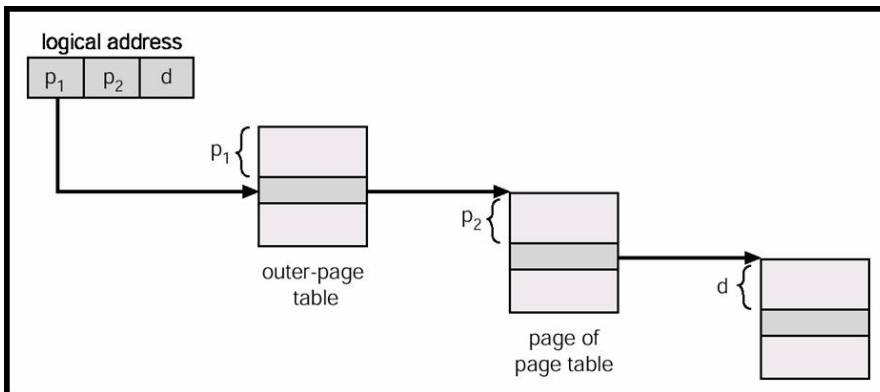 logical address
p₁ p₂ d
p₁
p₂
outer-page
table
d
page of
page table